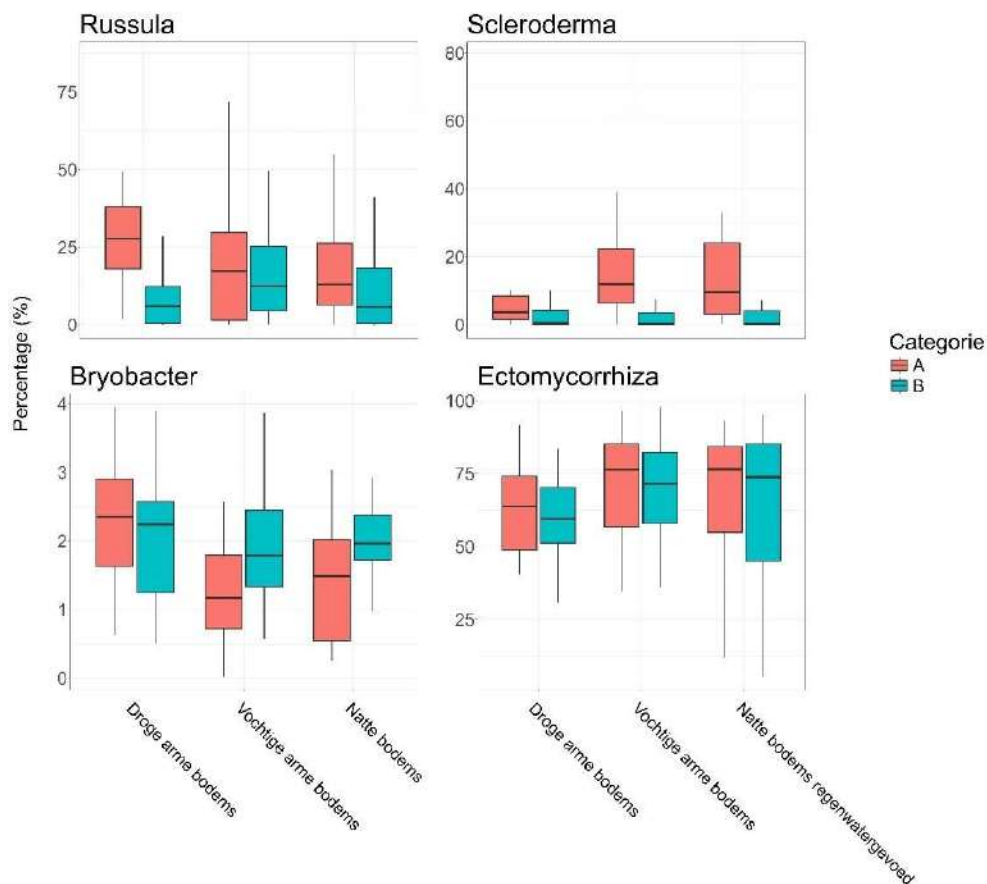 Russula
Scleroderma
Percentage (%)
75
50
25
0
80
60
40
20
0
Bryobacter
Ectomycorrhiza
4
3
2
1
0
100
75
50
25
Categorie
A
B
Droge arme bodems
Vochtige arme bodems
Natte bodems
Droge arme bodems
Vochtige arme bodems
Natte bodems regenwatergevoed